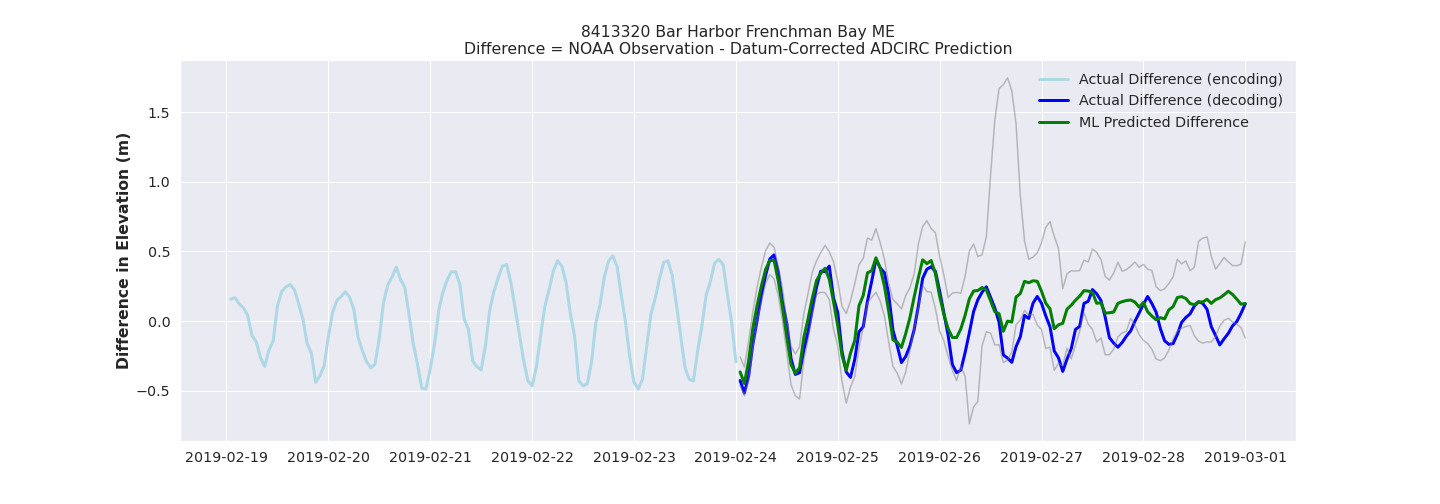 8413320 Bar Harbor Frenchman Bay ME
Difference = NOAA Observation - Datum-Corrected ADCIRC Prediction
Actual Difference (encoding)
Actual Difference (decoding)
ML Predicted Difference
Difference in Elevation (m)
1.5
1.0
0.5
0.0
−0.5
2019-02-19 2019-02-20 2019-02-21 2019-02-22 2019-02-23 2019-02-24 2019-02-25 2019-02-26 2019-02-27 2019-02-28 2019-03-01